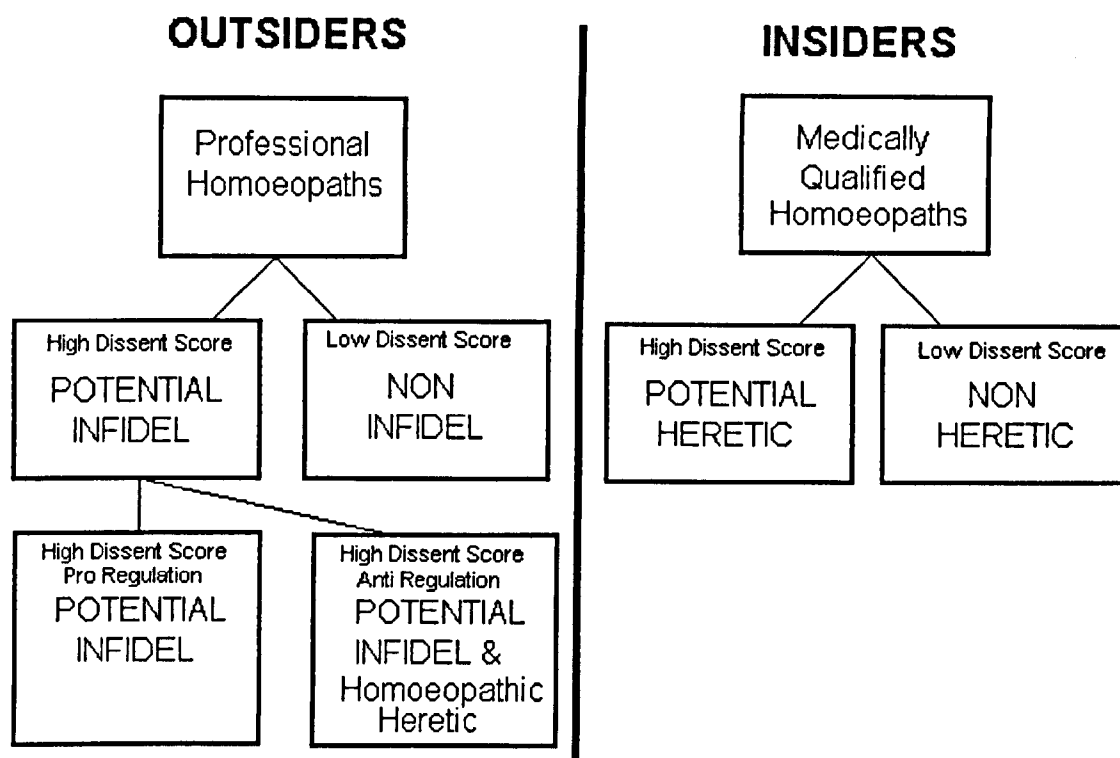 OUTSIDERS
Professional
Homoeopaths
High Dissent Score
POTENTIAL
INFIDEL
Low Dissent Score
NON
INFIDEL
High Dissent Score
Pro Regulation
POTENTIAL
INFIDEL
High Dissent Score
Anti Regulation
POTENTIAL
INFIDEL &
Homoeopathic
Heretic
INSIDERS
Medically
Qualified
Homoeopaths
High Dissent Score
POTENTIAL
HERETIC
Low Dissent Score
NON
HERETIC